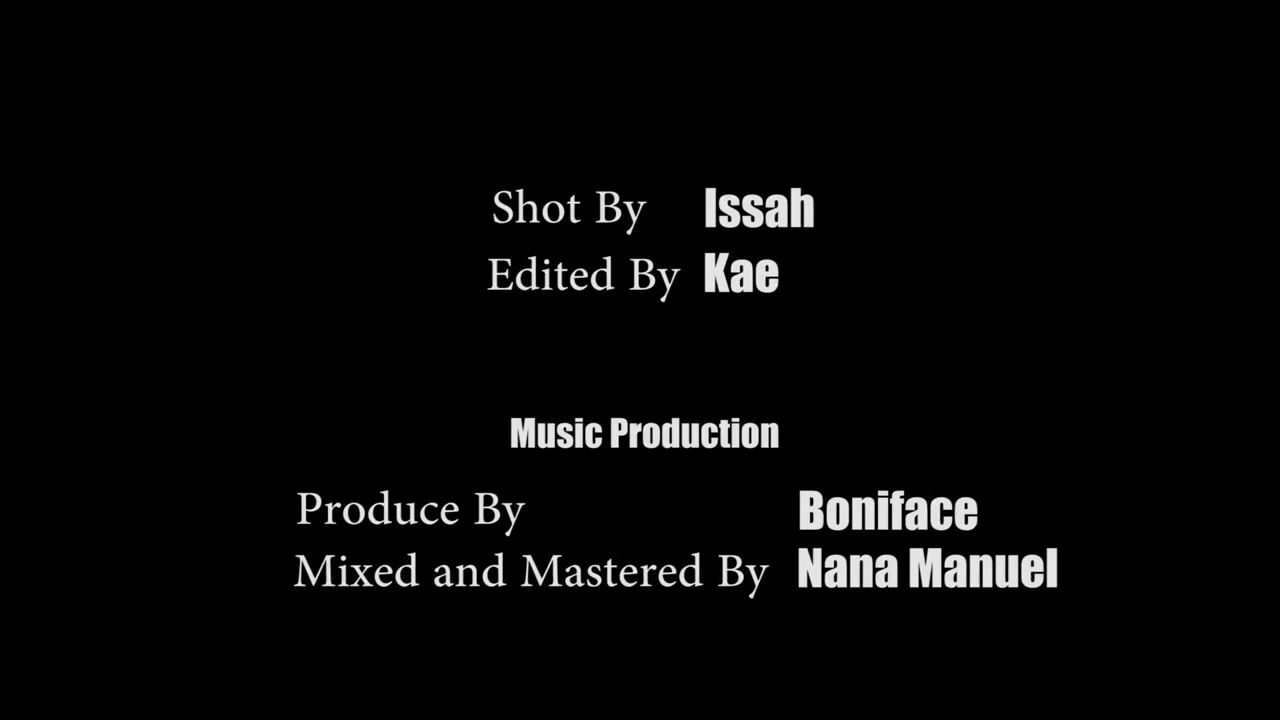 Shot By Issah
Edited By Kae
Music Production
Produce By Boniface
Mixed and Mastered By Nana Manuel